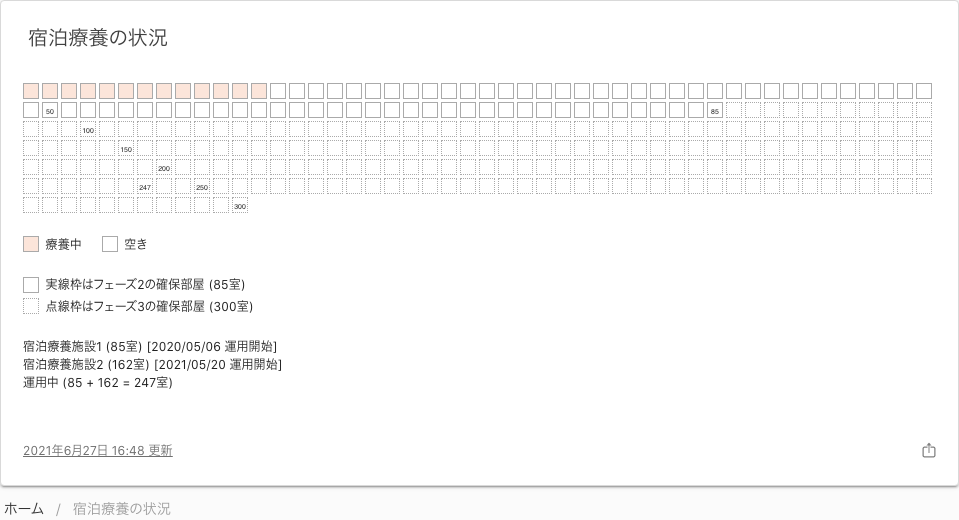 宿泊療養の状況
50
85
100
150
200
247 250
300
療養中 空き
実線枠はフェーズ2の確保部屋 (85室)
点線枠はフェーズ3の確保部屋 (300室)
宿泊療養施設1 (85室) [2020/05/06 運用開始]
宿泊療養施設2 (162室) [2021/05/20 運用開始]
運用中 (85 + 162 = 247室)
2021年6月27日 16:48 更新
ホーム / 宿泊療養の状況